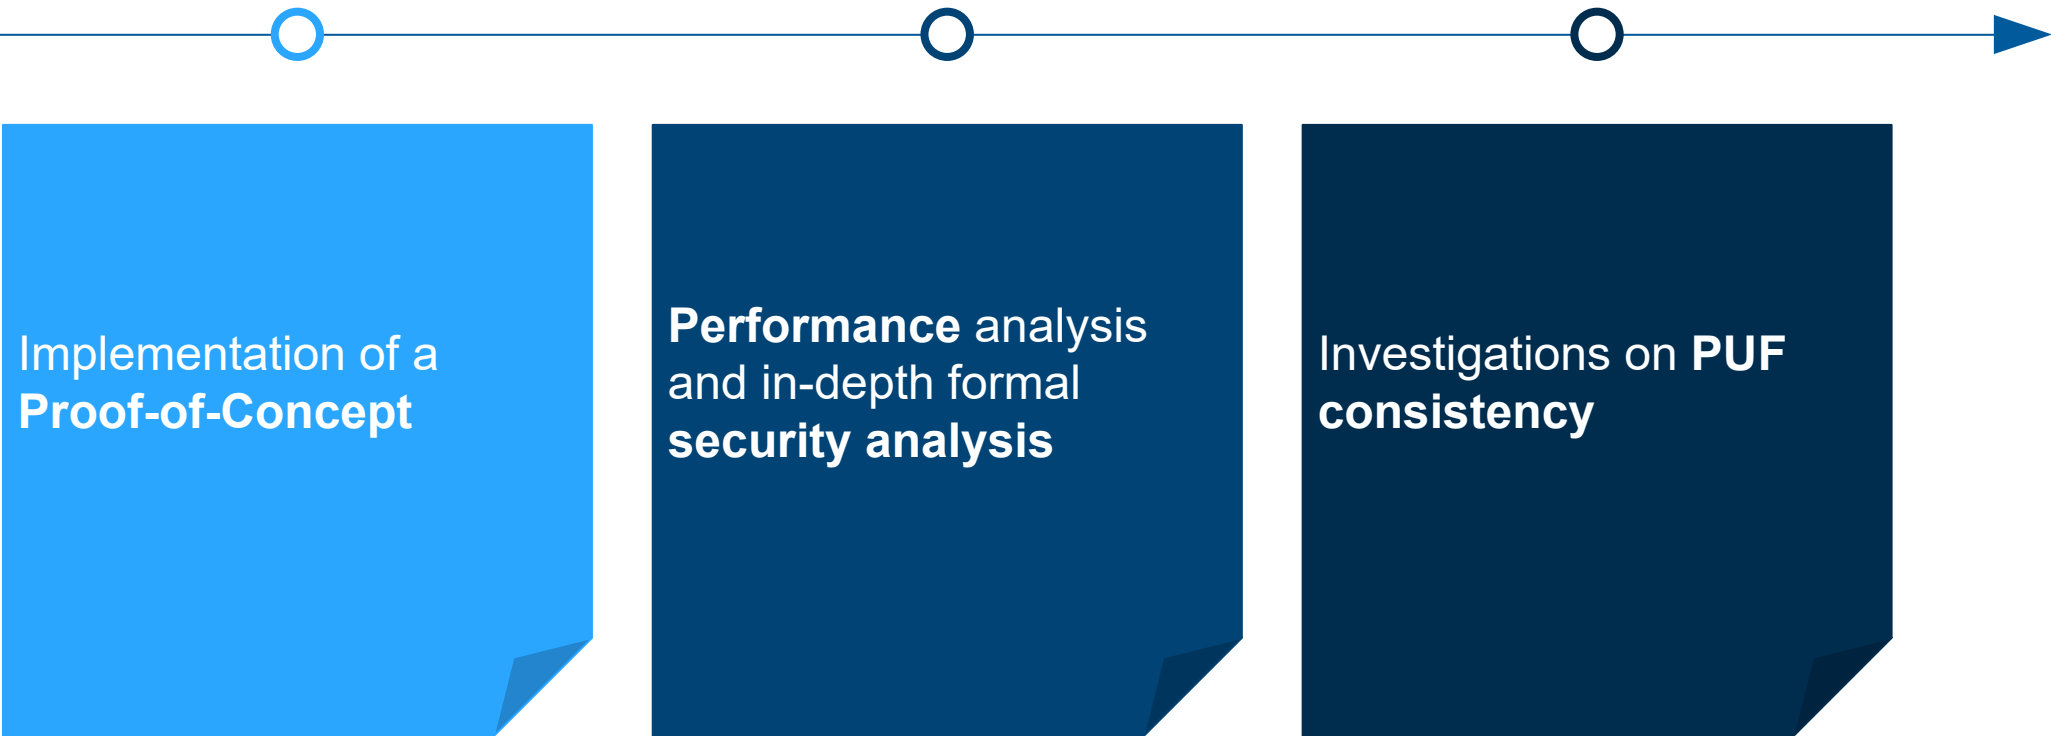 Implementation of a
Proof-of-Concept
Performance analysis
and in-depth formal
security analysis
Investigations on PUF
consistency